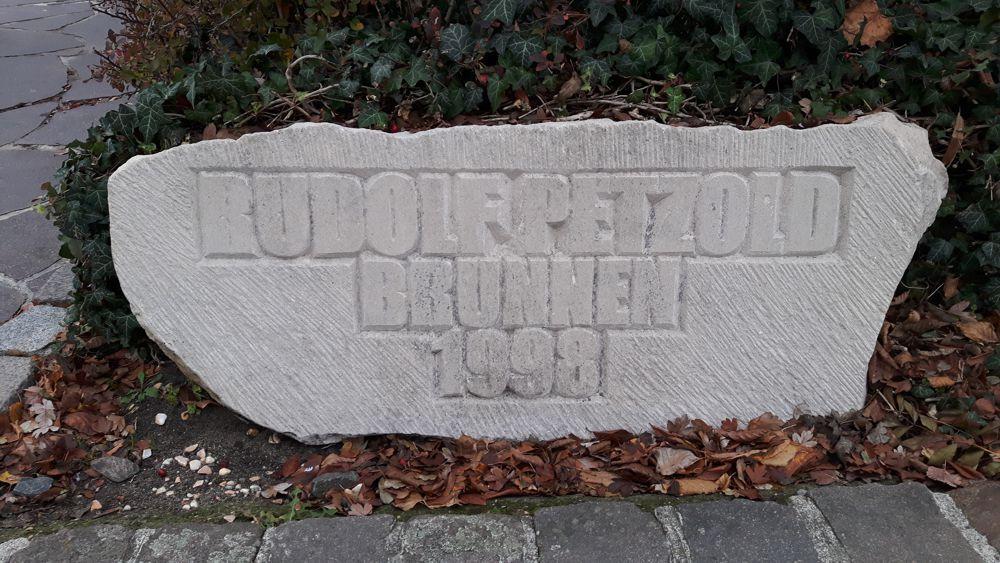 RUDOLF PETZOLD
BRUNNEN
1998